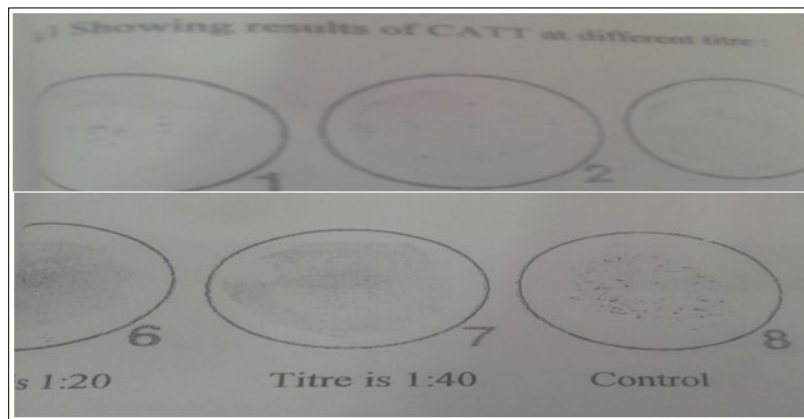 Showing results of CATT at different titre :
1 2
6 7 8
s 1:20 Titre is 1:40 Control